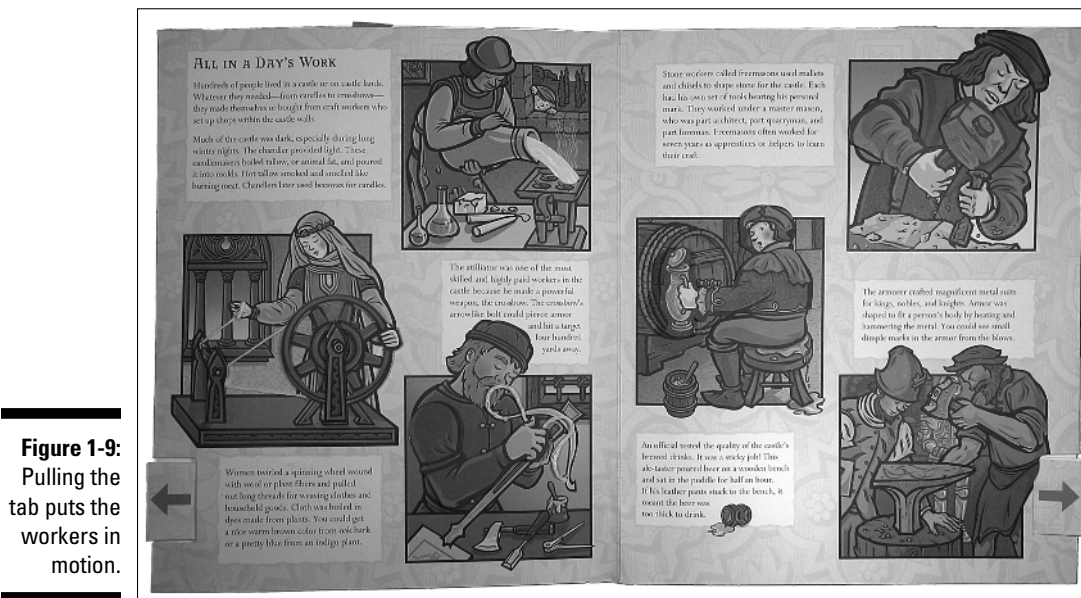 ALL IN A DAY'S WORK
Hundreds of people lived in a castle or on castle lands.
Whatever they needed—from candles to crossbows—
they made themselves or bought from craft workers who
set up shops within the castle walls.
Much of the castle was dark, especially during long
winter nights. The chandler provided light. These
candlemakers boiled tallow, or animal fat, and poured
it into molds. Hot tallow smoked and smelled like
burning meat. Chandlers later used beeswax for candles.
The atilliator was one of the most
skilled and highly paid workers in the
castle because he made a powerful
weapon, the crossbow. The crossbow's
arrowlike bolt could pierce armor
and hit a target
four hundred
yards away.
Women twirled a spinning wheel wound
with wool or plant fibers and pulled
out long threads for weaving clothes and
household goods. Cloth was boiled in
dyes made from plants. You could get
a nice warm brown color from oak bark
or a pretty blue from an indigo plant.
Stone workers called freemasons used mallets
and chisels to shape stone for the castle. Each
had his own set of tools bearing his personal
mark. They worked under a master mason,
who was part architect, part quarryman, and
part foreman. Freemasons often worked for
seven years as apprentices or helpers to learn
their craft.
The armorer crafted magnificent metal suits
for kings, nobles, and knights. Armor was
shaped to fit a person's body by heating and
hammering the metal. You could see small
dimple marks in the armor from the blows.
An official tested the quality of the castle's
brewed drinks. It was a sticky job! This
ale-taster poured beer on a wooden bench
and sat in the puddle for half an hour.
If his leather pants stuck to the bench, it
meant the beer was
too thick to drink.
Figure 1-9:
Pulling the
tab puts the
workers in
motion.